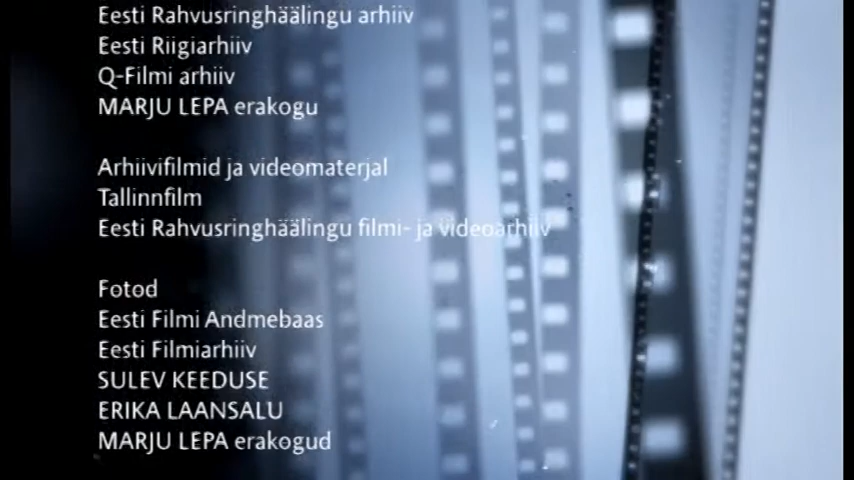 Eesti Rahvusringhäälingu arhiiv
Eesti Riigiarhiiv
Q-Filmi arhiiv
MARJU LEPA erakogu
Arhiivifilmid ja videomaterjal
Tallinnfilm
Eesti Rahvusringhäälingu filmi- ja videoarhiiv
Fotod
Eesti Filmi Andmebaas
Eesti Filmiarhiiv
SULEV KEEDUSE
ERIKA LAANSALU
MARJU LEPA erakogud